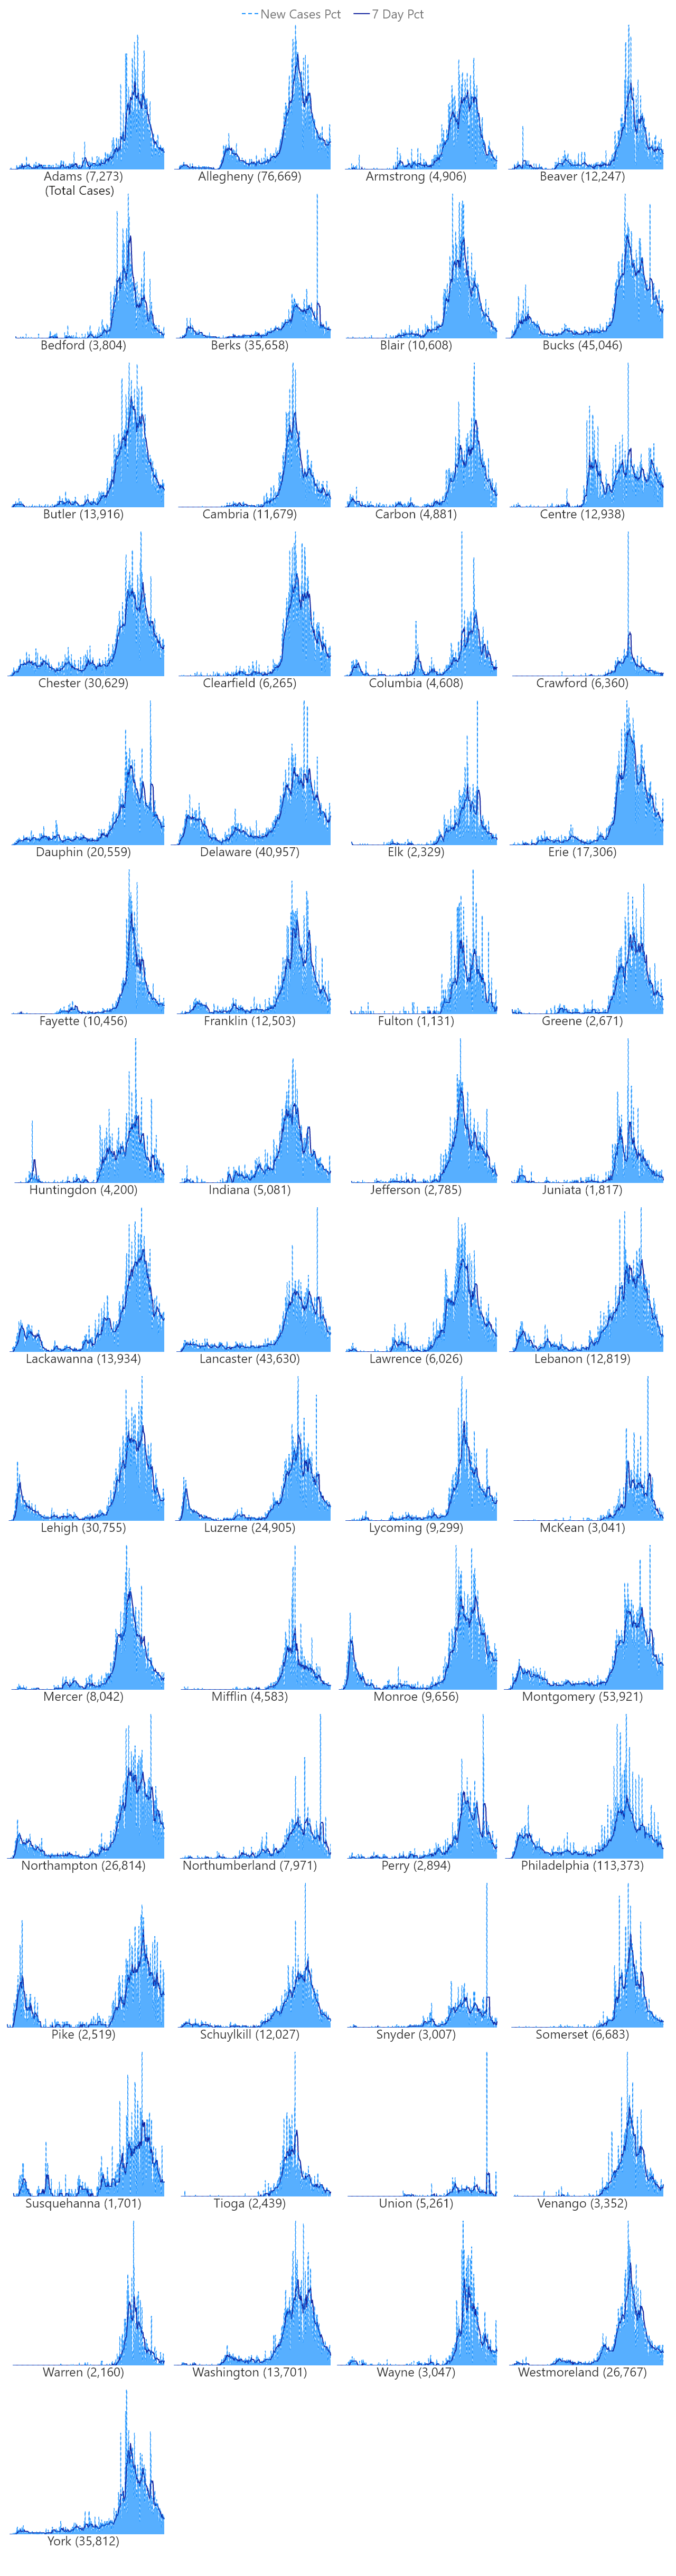 New Cases Pct 7 Day Pct
Adams (7,273) Allegheny (76,669) Armstrong (4,906) Beaver (12,247)
(Total Cases)
Bedford (3,804) Berks (35,658) Blair (10,608) Bucks (45,046)
Butler (13,916) Cambria (11,679) Carbon (4,881) Centre (12,938)
Chester (30,629) Clearfield (6,265) Columbia (4,608) Crawford (6,360)
Dauphin (20,559) Delaware (40,957) Elk (2,329) Erie (17,306)
Fayette (10,456) Franklin (12,503) Fulton (1,131) Greene (2,671)
Huntingdon (4,200) Indiana (5,081) Jefferson (2,785) Juniata (1,817)
Lackawanna (13,934) Lancaster (43,630) Lawrence (6,026) Lebanon (12,819)
Lehigh (30,755) Luzerne (24,905) Lycoming (9,299) McKean (3,041)
Mercer (8,042) Mifflin (4,583) Monroe (9,656) Montgomery (53,921)
Northampton (26,814) Northumberland (7,971) Perry (2,894) Philadelphia (113,373)
Pike (2,519) Schuylkill (12,027) Snyder (3,007) Somerset (6,683)
Susquehanna (1,701) Tioga (2,439) Union (5,261) Venango (3,352)
Warren (2,160) Washington (13,701) Wayne (3,047) Westmoreland (26,767)
York (35,812)